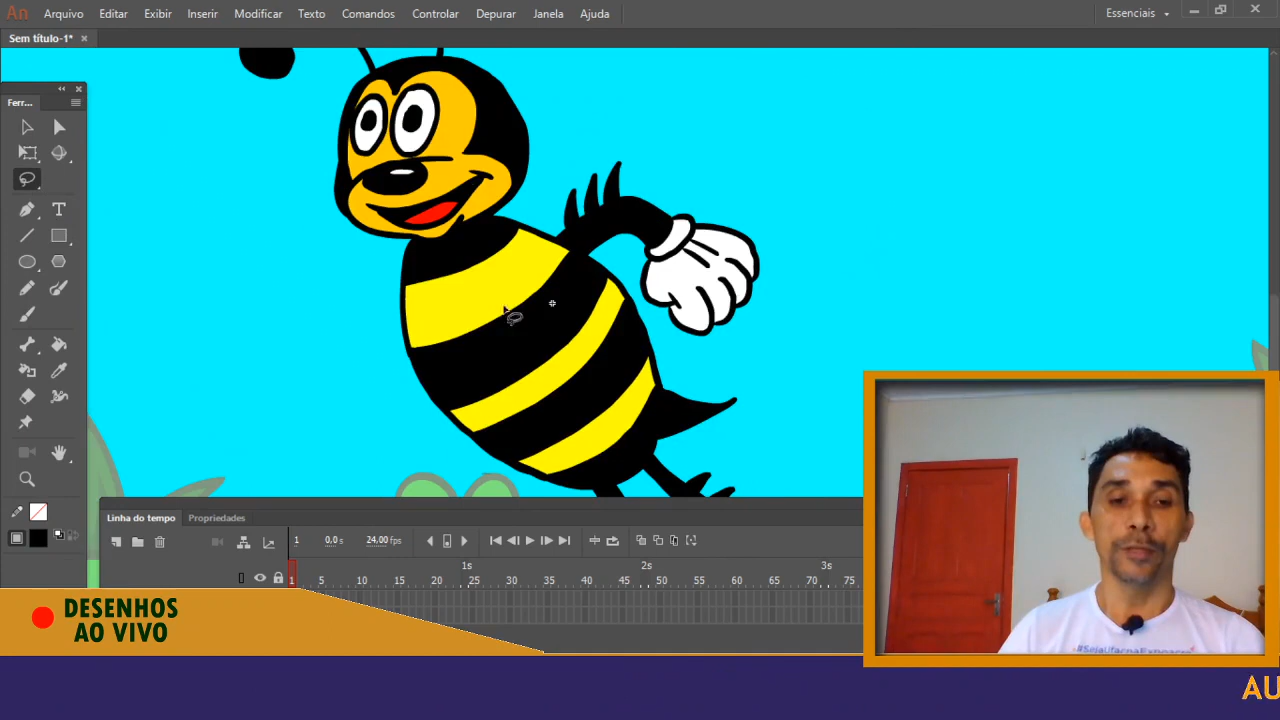 An Arquivo Editar Exibir Inserir Modificar Texto Comandos Controlar Depurar Janela Ajuda Essenciais
Sem título-1*
Ferr...
T
Linha do tempo Propriedades
1 0,0 s 24,00 fps
1s 2s 3s
1 5 10 15 20 25 30 35 40 45 50 55 60 65 70 75
DESENHOS
AO VIVO
#SejaUfacnaExpoacre
AU